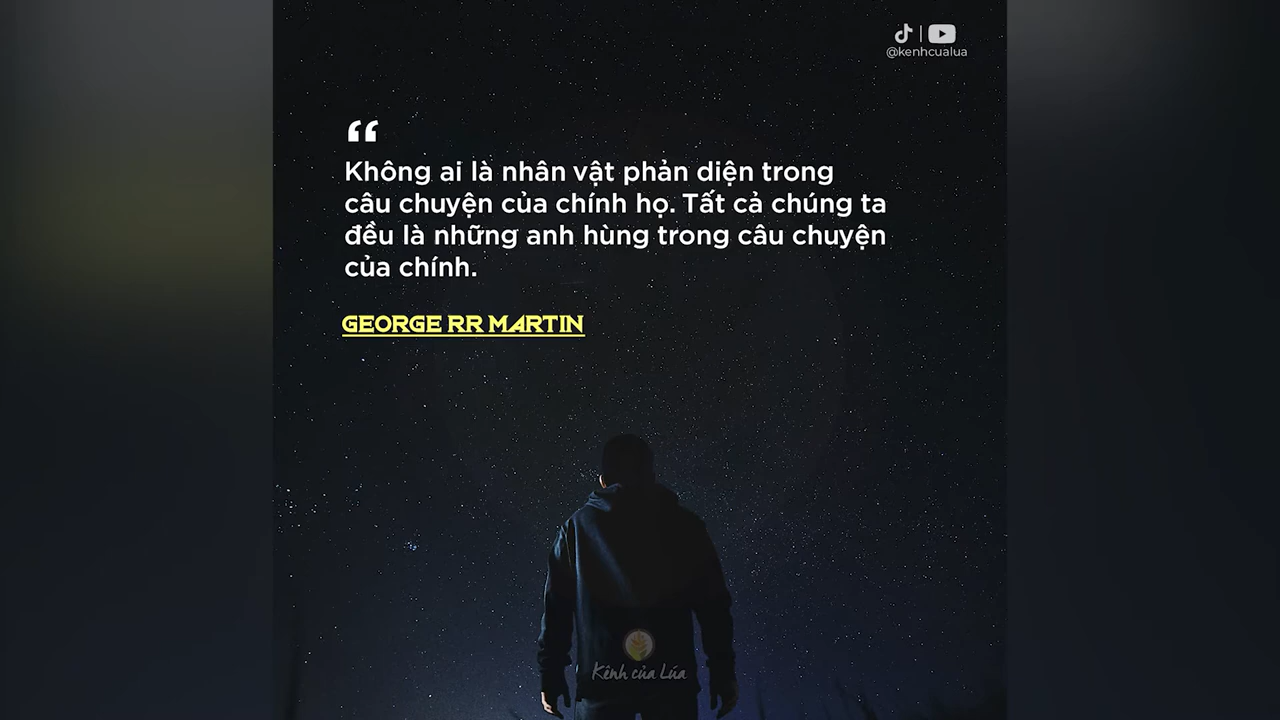 @kenhcualua
“
Không ai là nhân vật phản diện trong
câu chuyện của chính họ. Tất cả chúng ta
đều là những anh hùng trong câu chuyện
của chính.
GEORGE RR MARTIN
Kênh của Lúa